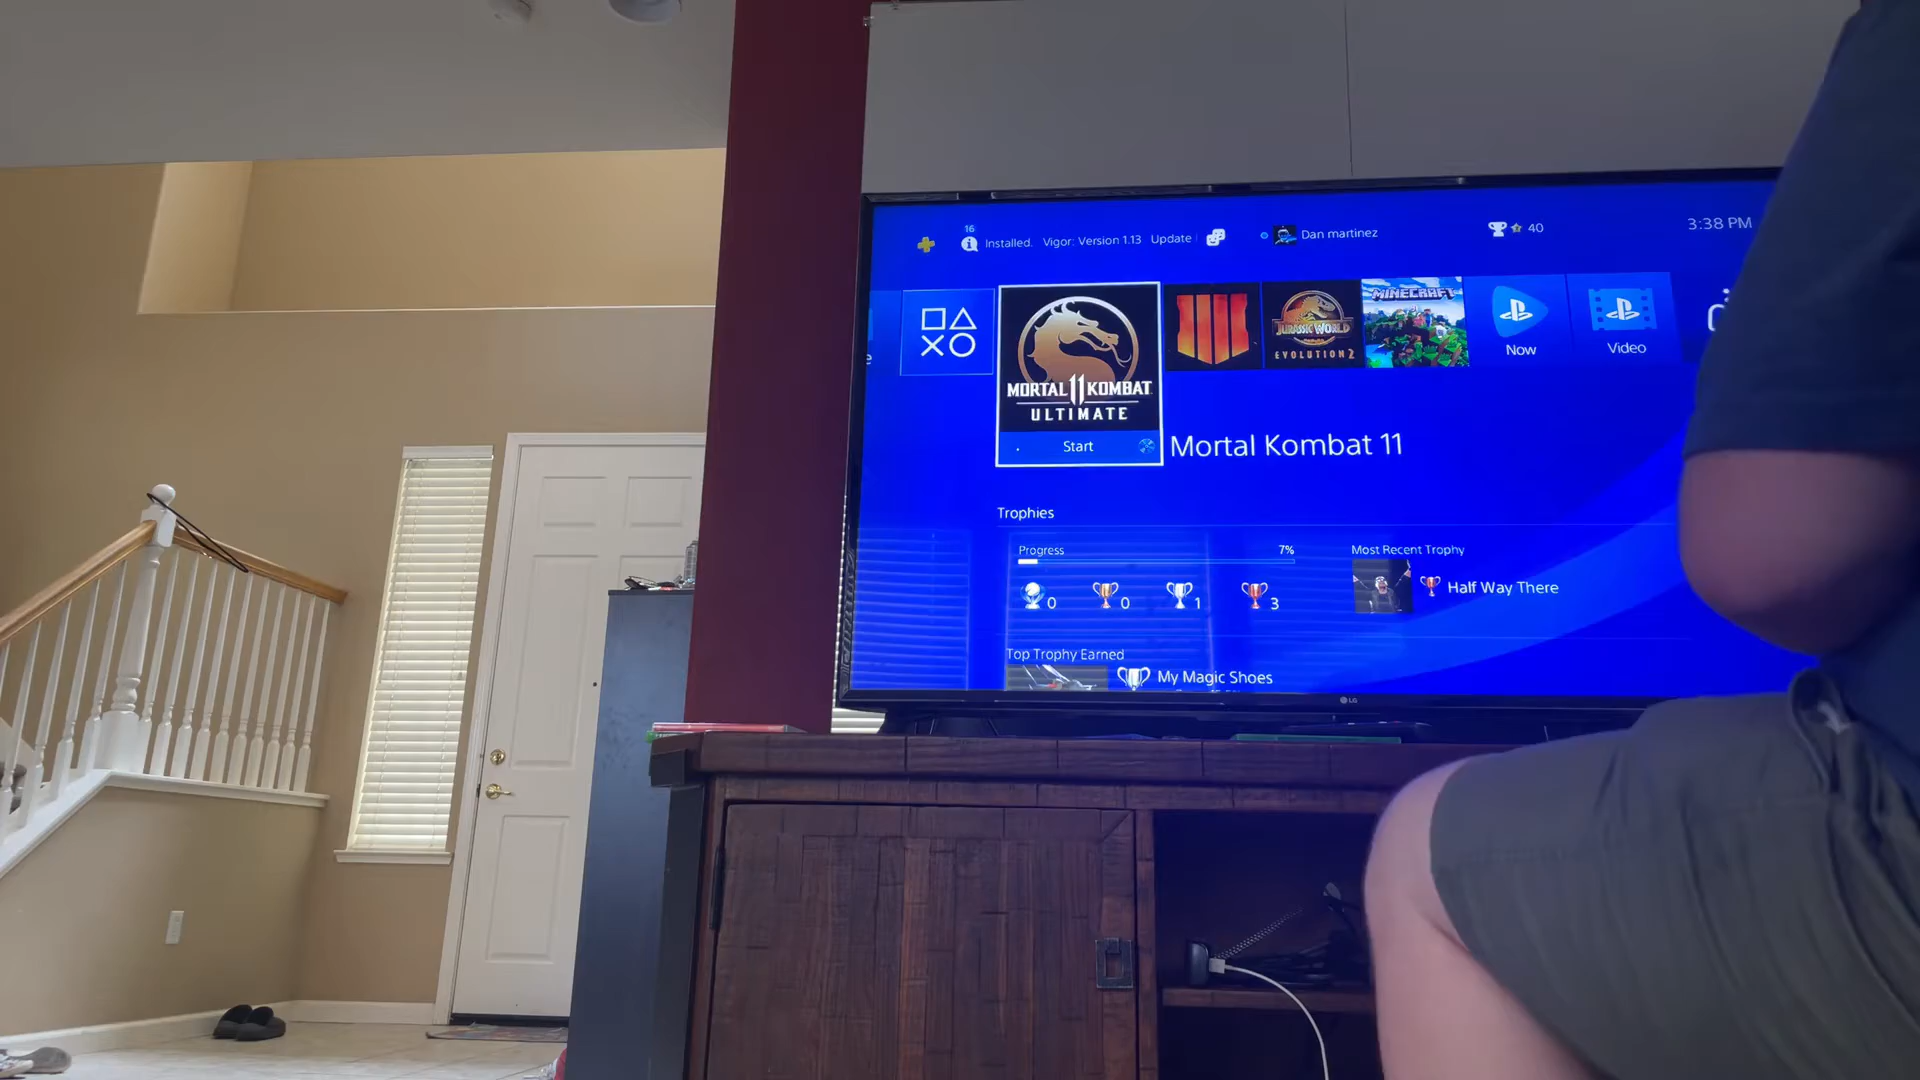 16
Installed. Vigor: Version 1.13 Update
Dan martinez
40
3:38 PM
MORTAL 11 KOMBAT
ULTIMATE
Start
JURASSIC WORLD
EVOLUTION 2
MINECRAFT
Now
Video
Mortal Kombat 11
Trophies
Progress
7%
0
0
1
3
Most Recent Trophy
Half Way There
Top Trophy Earned
My Magic Shoes
LG